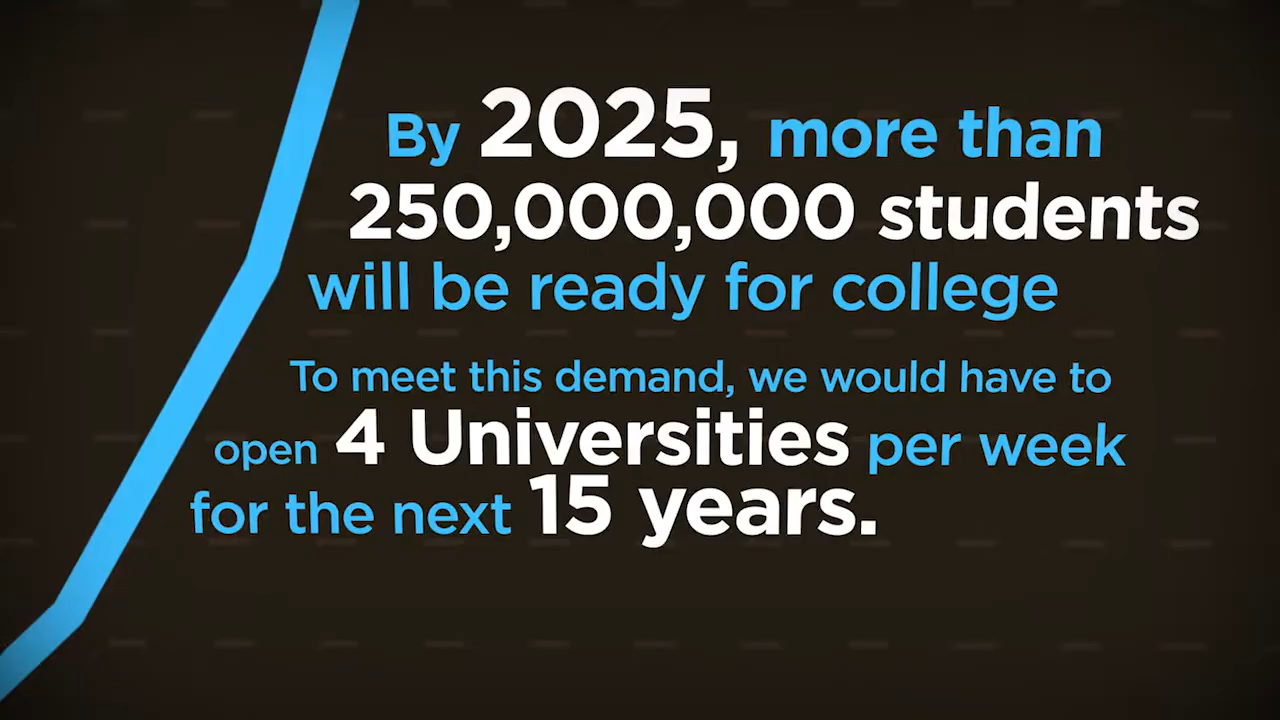 By 2025, more than
250,000,000 students
will be ready for college
To meet this demand, we would have to
open 4 Universities per week
for the next 15 years.